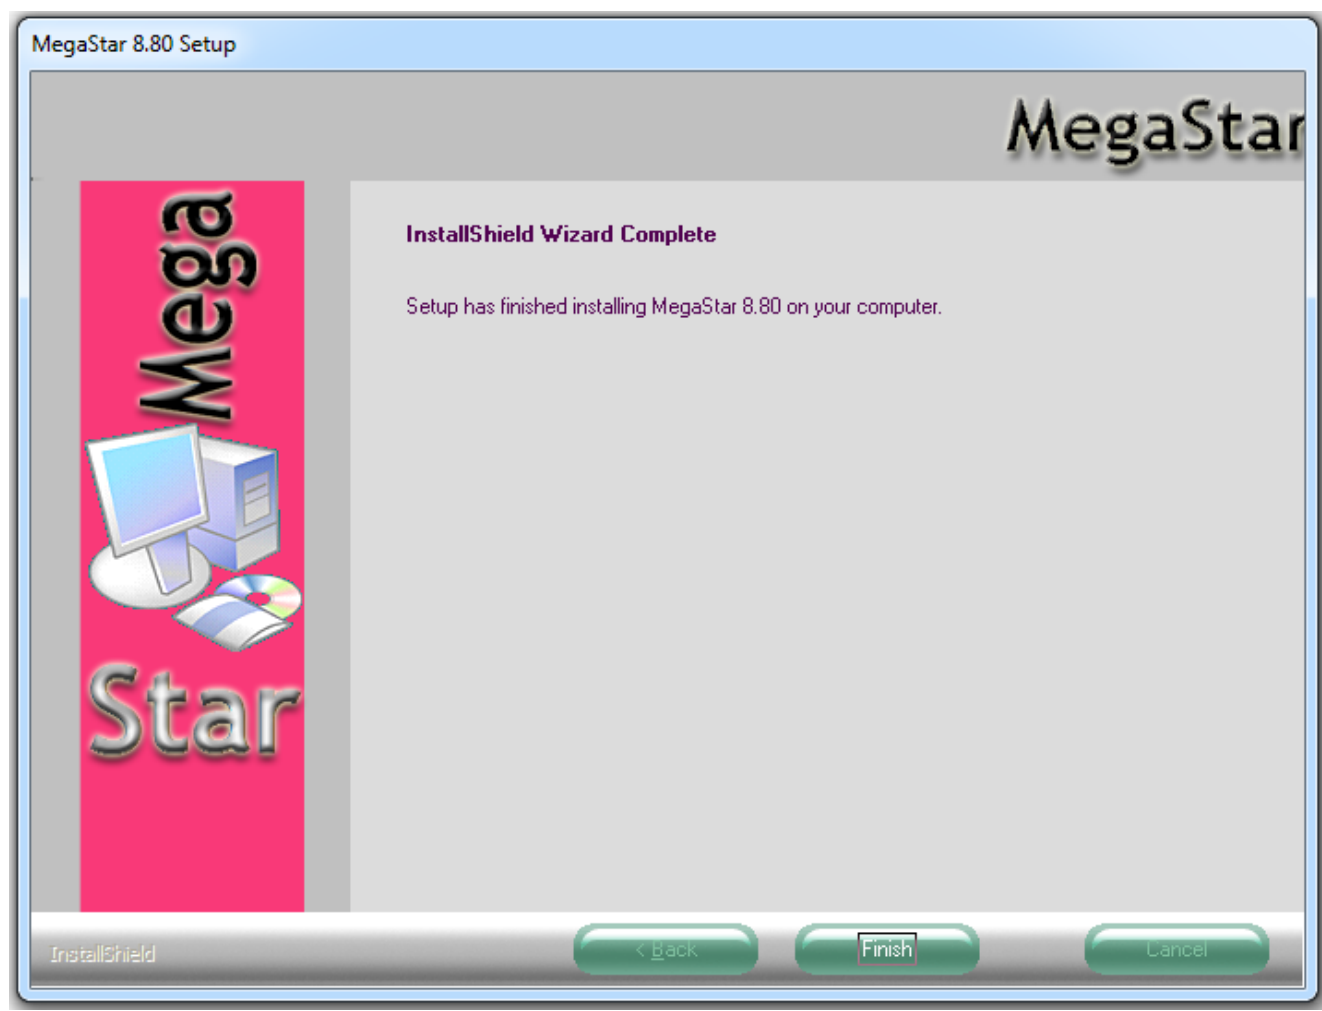 MegaStar 8.80 Setup
MegaStar
Mega
Star
InstallShield Wizard Complete
Setup has finished installing MegaStar 8.80 on your computer.
InstallShield
< Back
Finish
Cancel